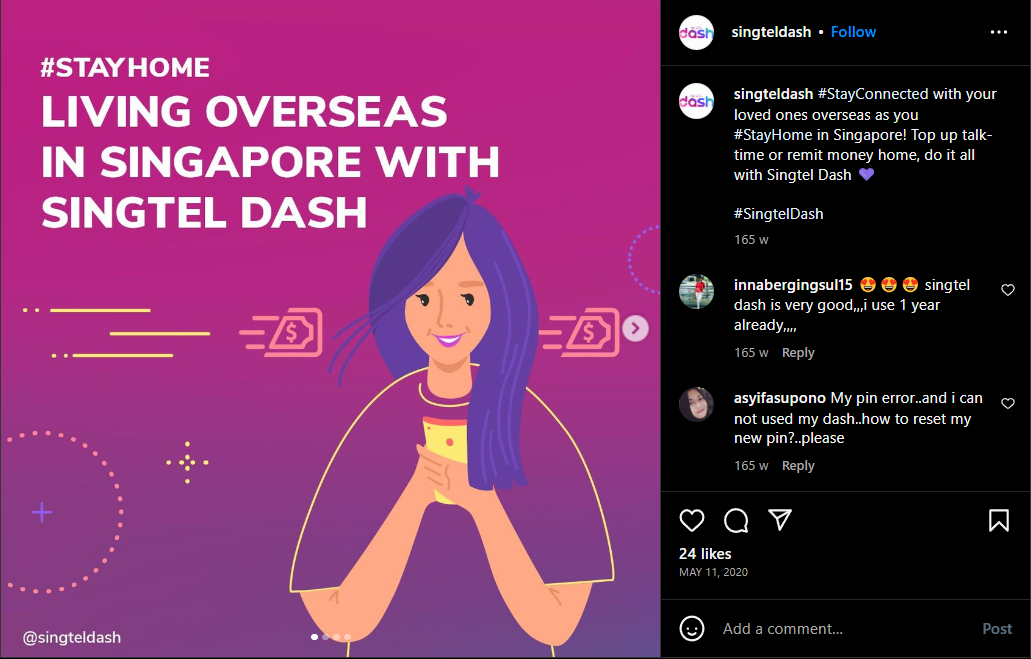 #STAYHOME
LIVING OVERSEAS
IN SINGAPORE WITH
SINGTEL DASH
$
$
@singteldash
dash
singteldash • Follow
dash
singteldash #StayConnected with your
loved ones overseas as you
#StayHome in Singapore! Top up talk-
time or remit money home, do it all
with Singtel Dash 💜
#SingtelDash
165 w
innabergingsul15 😍😍😍 singtel
dash is very good,,,i use 1 year
already,,,,
165 w Reply
asyifasupono My pin error..and i can
not used my dash..how to reset my
new pin?..please
165 w Reply
24 likes
MAY 11, 2020
Add a comment...
Post